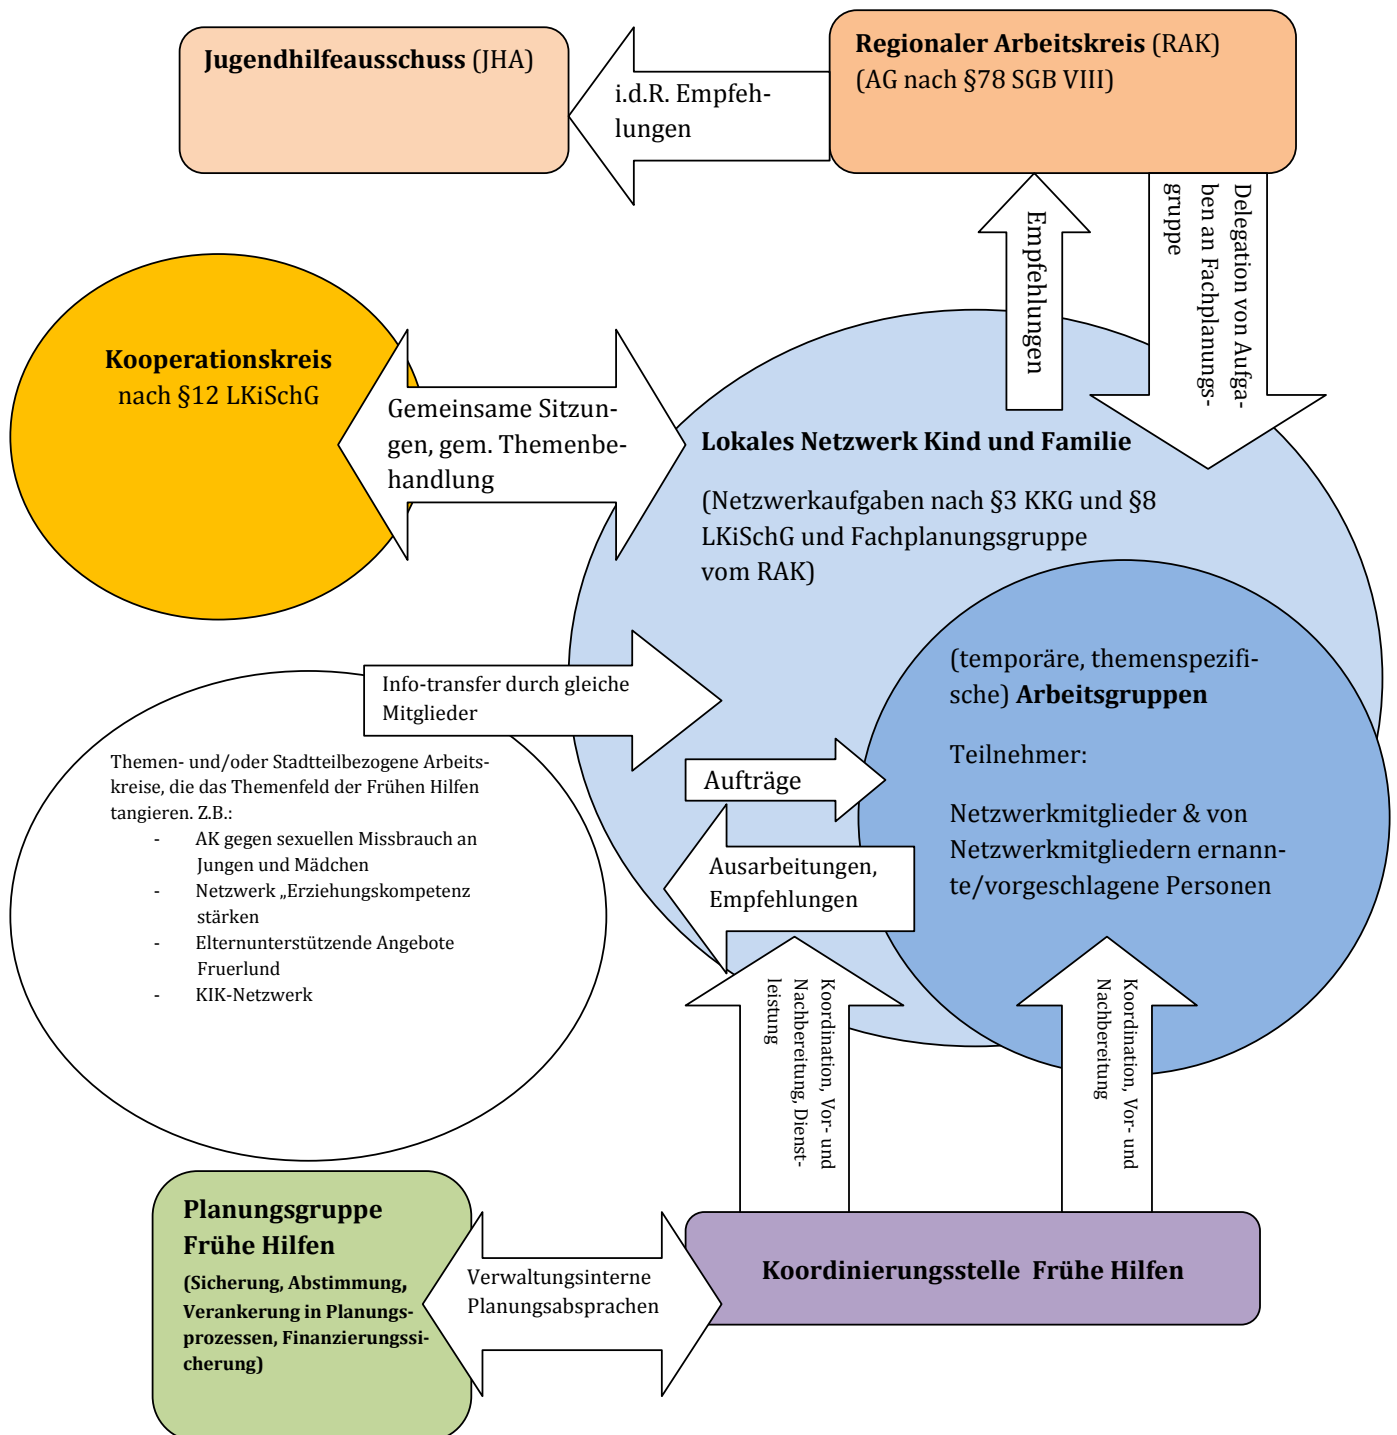 Jugendhilfeausschuss (JHA)
i.d.R. Empfeh-
lungen
Regionaler Arbeitskreis (RAK)
(AG nach §78 SGB VIII)
Empfehlungen
Delegation von Aufga-
ben an Fachplanungs-
gruppe
Kooperationskreis
nach §12 LKiSchG
Gemeinsame Sitzun-
gen, gem. Themenbe-
handlung
Lokales Netzwerk Kind und Familie
(Netzwerkaufgaben nach §3 KKG und §8
LKiSchG und Fachplanungsgruppe
vom RAK)
Info-transfer durch gleiche
Mitglieder
(temporäre, themenspezifi-
sche) Arbeitsgruppen
Teilnehmer:
Netzwerkmitglieder & von
Netzwerkmitgliedern ernann-
te/vorgeschlagene Personen
Aufträge
Ausarbeitungen,
Empfehlungen
Themen- und/oder Stadtteilbezogene Arbeits-
kreise, die das Themenfeld der Frühen Hilfen
tangieren. Z.B.:
- AK gegen sexuellen Missbrauch an
Jungen und Mädchen
- Netzwerk „Erziehungskompetenz
stärken
- Elternunterstützende Angebote
Fruerlund
- KIK-Netzwerk
Koordination, Vor- und
Nachbereitung, Dienst-
leistung
Koordination, Vor- und
Nachbereitung
Planungsgruppe
Frühe Hilfen
(Sicherung, Abstimmung,
Verankerung in Planungs-
prozessen, Finanzierungssi-
cherung)
Verwaltungsinterne
Planungsabsprachen
Koordinierungsstelle Frühe Hilfen